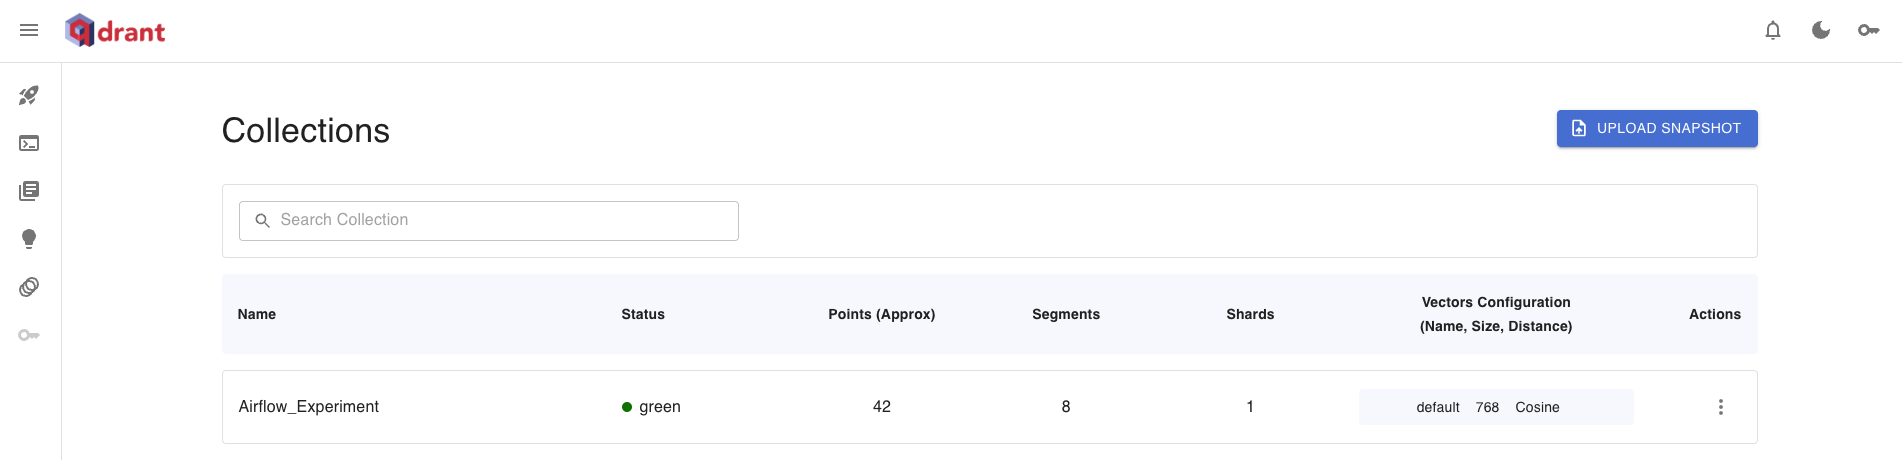 qdrant
Collections
UPLOAD SNAPSHOT
Search Collection
Name Status Points (Approx) Segments Shards Vectors Configuration (Name, Size, Distance) Actions
Airflow_Experiment green 42 8 1 default 768 Cosine